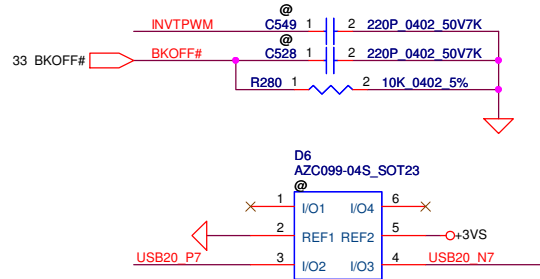 @
INVTPWM C549 1 2 220P_0402_50V7K
@
33 BKOFF# BKOFF# C528 1 2 220P_0402_50V7K
R280 1 2 10K_0402_5%
D6
AZC099-04S_SOT23
@
1 I/O1 I/O4 6
2 REF1 REF2 5 +3VS
USB20_P7 3 I/O2 I/O3 4 USB20_N7